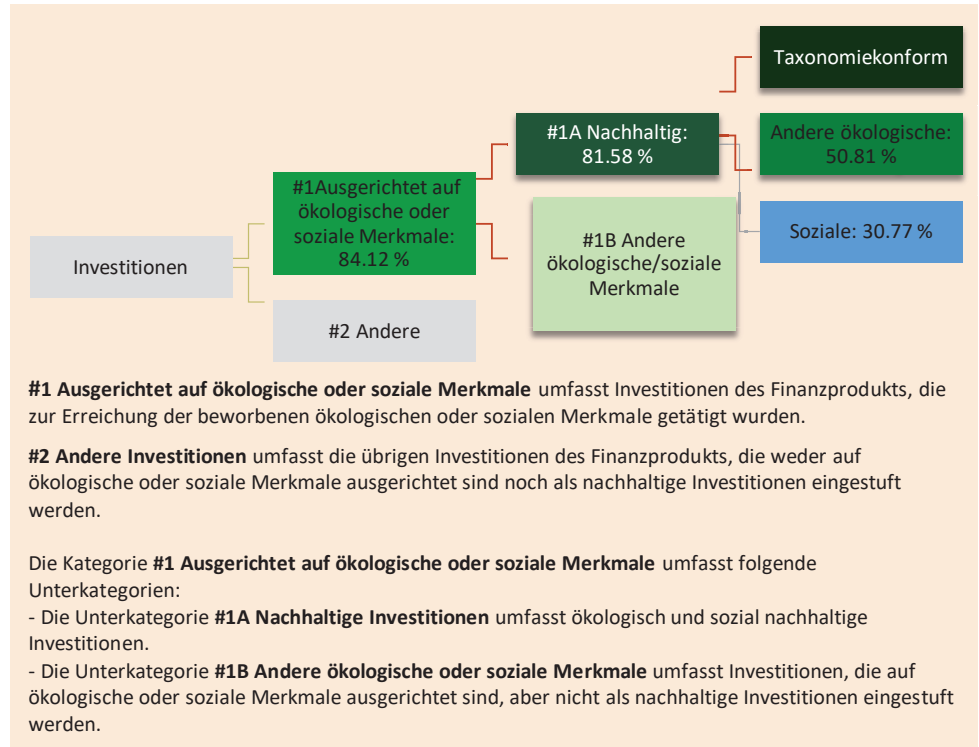 Taxonomiekonform
#1A Nachhaltig:
81.58 %
Andere ökologische:
50.81 %
#1Ausgerichtet auf
ökologische oder
soziale Merkmale:
84.12 %
#1B Andere
ökologische/soziale
Merkmale
Soziale: 30.77 %
Investitionen
#2 Andere
#1 Ausgerichtet auf ökologische oder soziale Merkmale umfasst Investitionen des Finanzprodukts, die
zur Erreichung der beworbenen ökologischen oder sozialen Merkmale getätigt wurden.
#2 Andere Investitionen umfasst die übrigen Investitionen des Finanzprodukts, die weder auf
ökologische oder soziale Merkmale ausgerichtet sind noch als nachhaltige Investitionen eingestuft
werden.
Die Kategorie #1 Ausgerichtet auf ökologische oder soziale Merkmale umfasst folgende
Unterkategorien:
- Die Unterkategorie #1A Nachhaltige Investitionen umfasst ökologisch und sozial nachhaltige
Investitionen.
- Die Unterkategorie #1B Andere ökologische oder soziale Merkmale umfasst Investitionen, die auf
ökologische oder soziale Merkmale ausgerichtet sind, aber nicht als nachhaltige Investitionen eingestuft
werden.